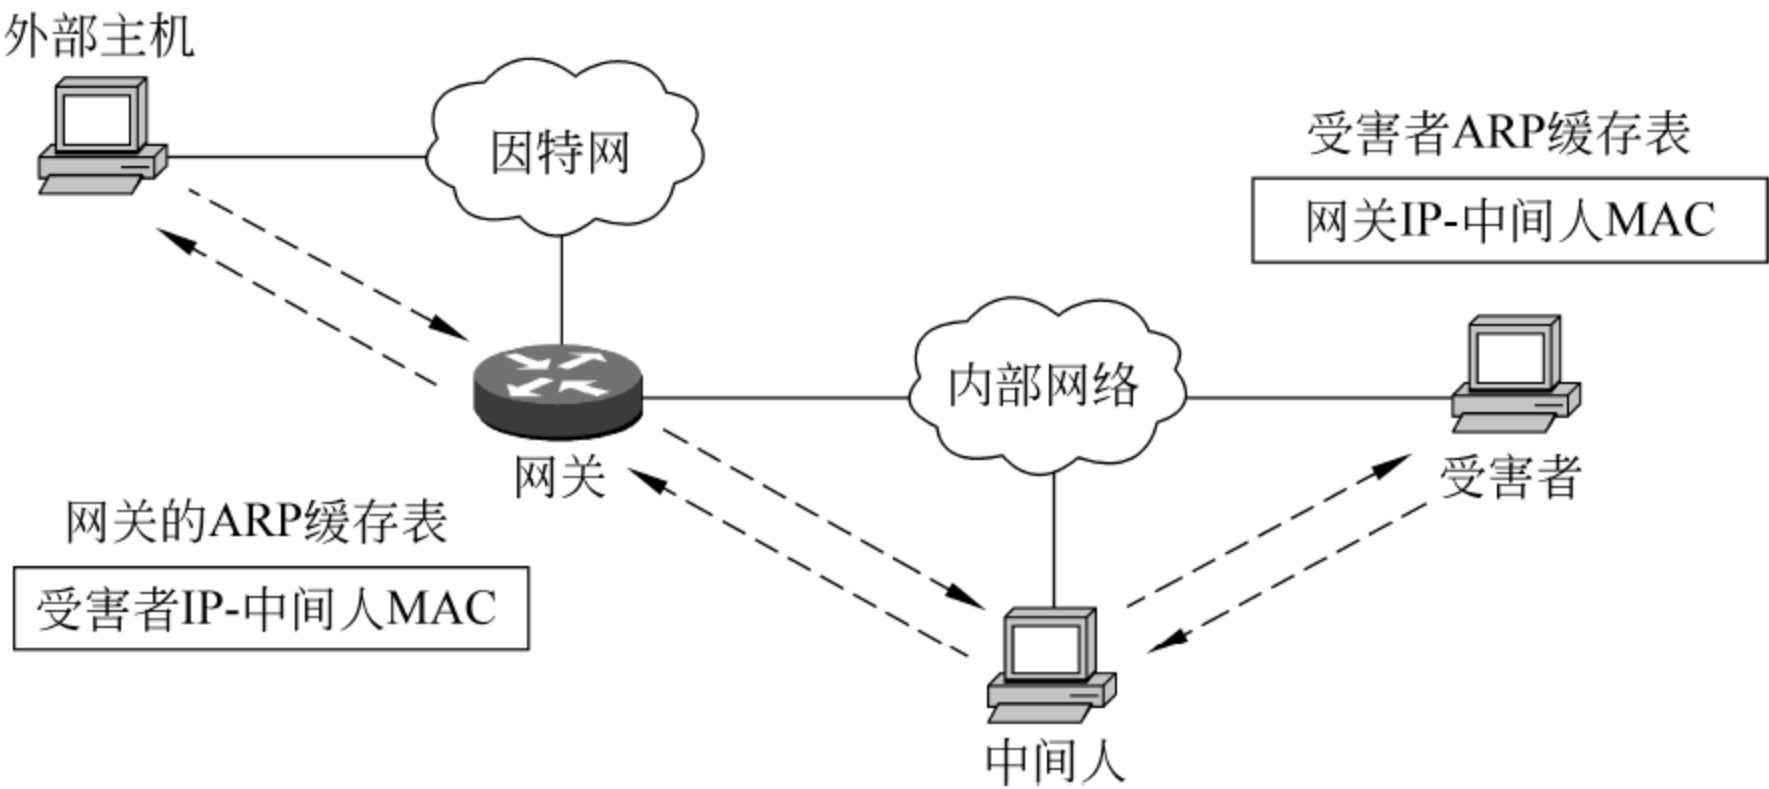 外部主机
因特网
受害者ARP缓存表
网关IP-中间人MAC
内部网络
网关
受害者
网关的ARP缓存表
受害者IP-中间人MAC
中间人